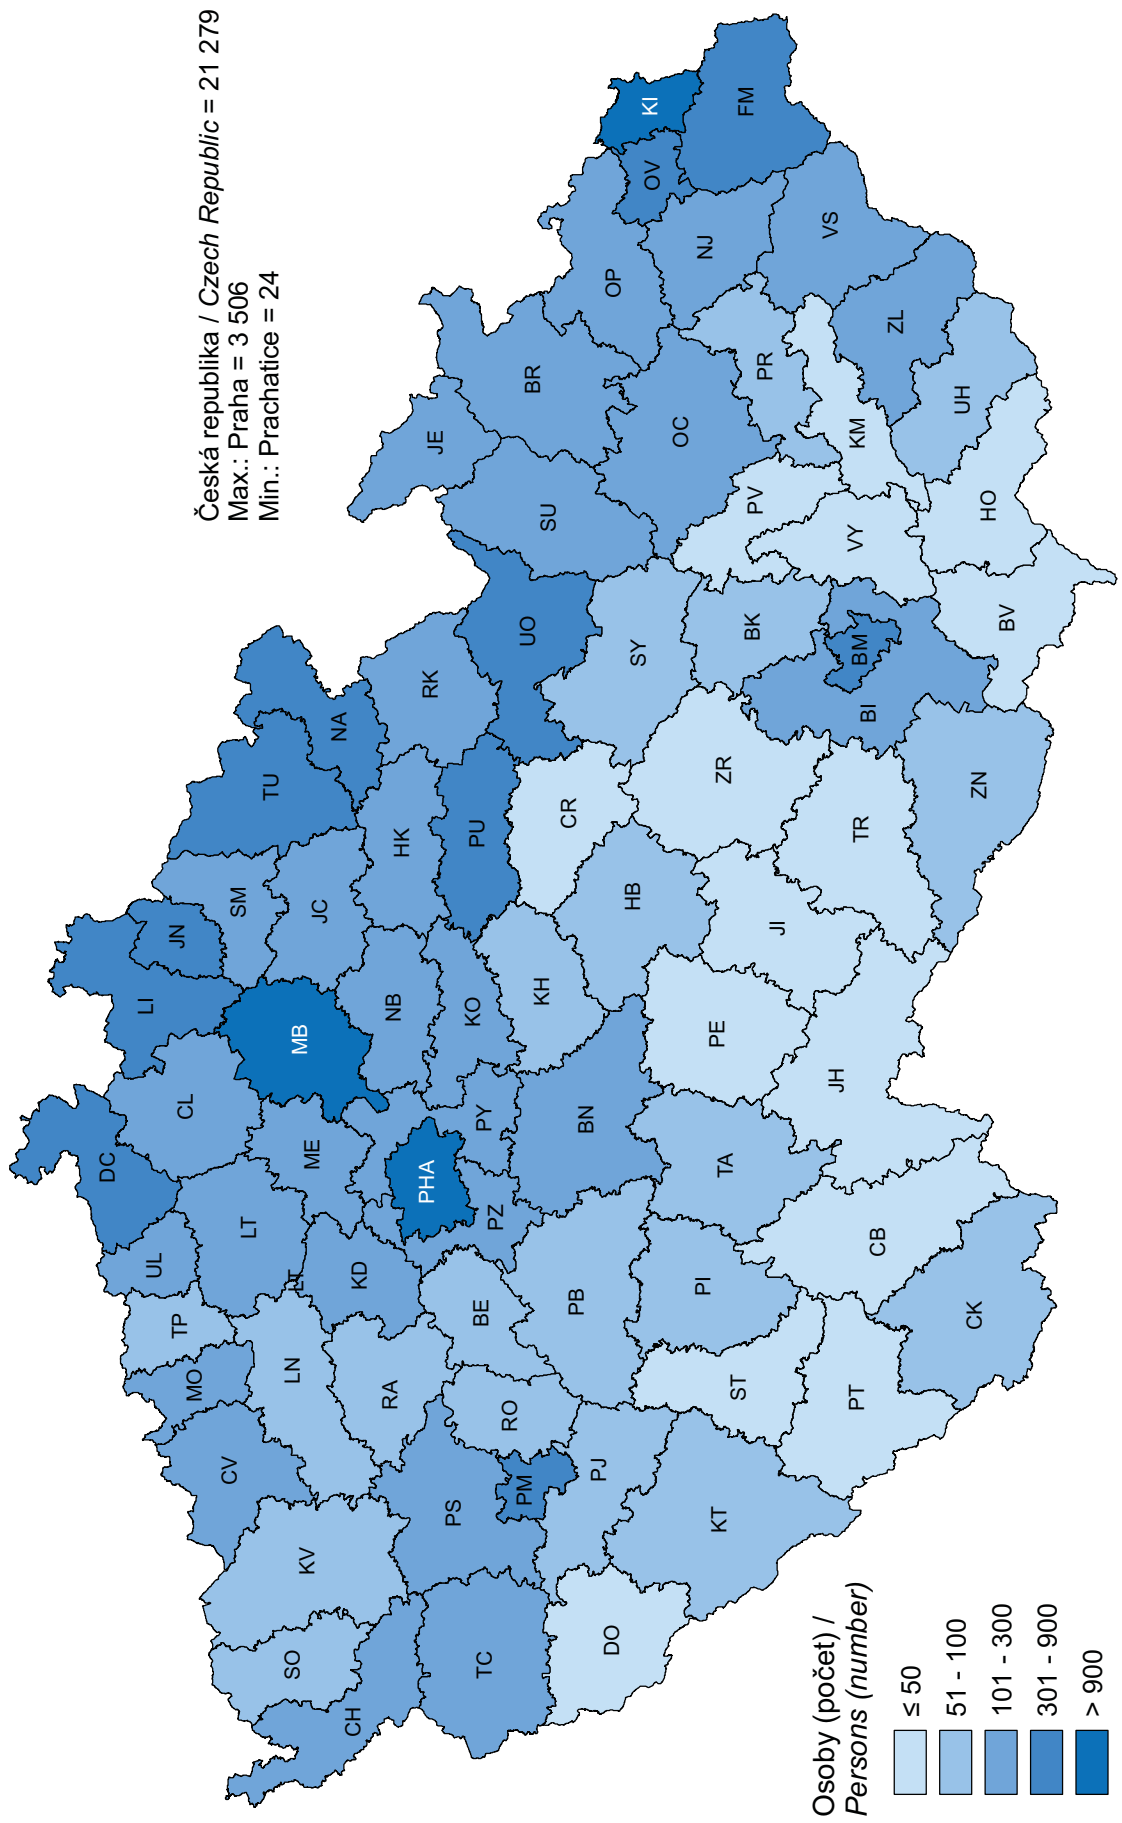 Česká republika / Czech Republic = 21 279
Max.: Praha = 3 506
Min.: Prachatice = 24
DC
LI
JN
UL
CL
SM
TU
NA
TP
LT
MB
JC
MO
ME
CV
LN
LT
KD
NB
HK
RK
JE
KV
RA
PHA
KO
PU
UO
SU
BR
OP
OV
KI
SO
CH
PS
BE
PZ
PY
KH
CR
SY
OC
NJ
FM
TC
PM
RO
PB
BN
HB
ZR
BK
PV
PR
VS
DO
PJ
PI
TA
PE
JI
BI
BM
VY
KM
ZL
KT
ST
JH
TR
UH
PT
CB
ZN
BV
HO
CK
Osoby (počet) /
Persons (number)
≤ 50
51 - 100
101 - 300
301 - 900
> 900